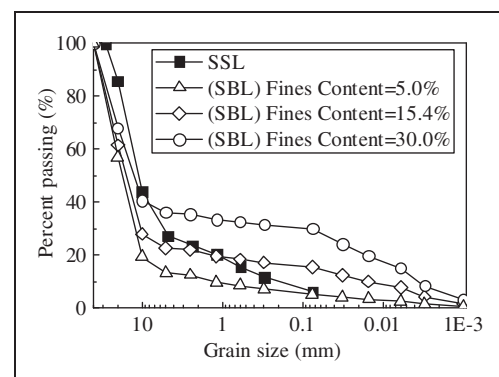 100
80
60
40
20
0
Percent passing (%)
SSL
(SBL) Fines Content=5.0%
(SBL) Fines Content=15.4%
(SBL) Fines Content=30.0%
10
1
0.1
0.01
1E-3
Grain size (mm)